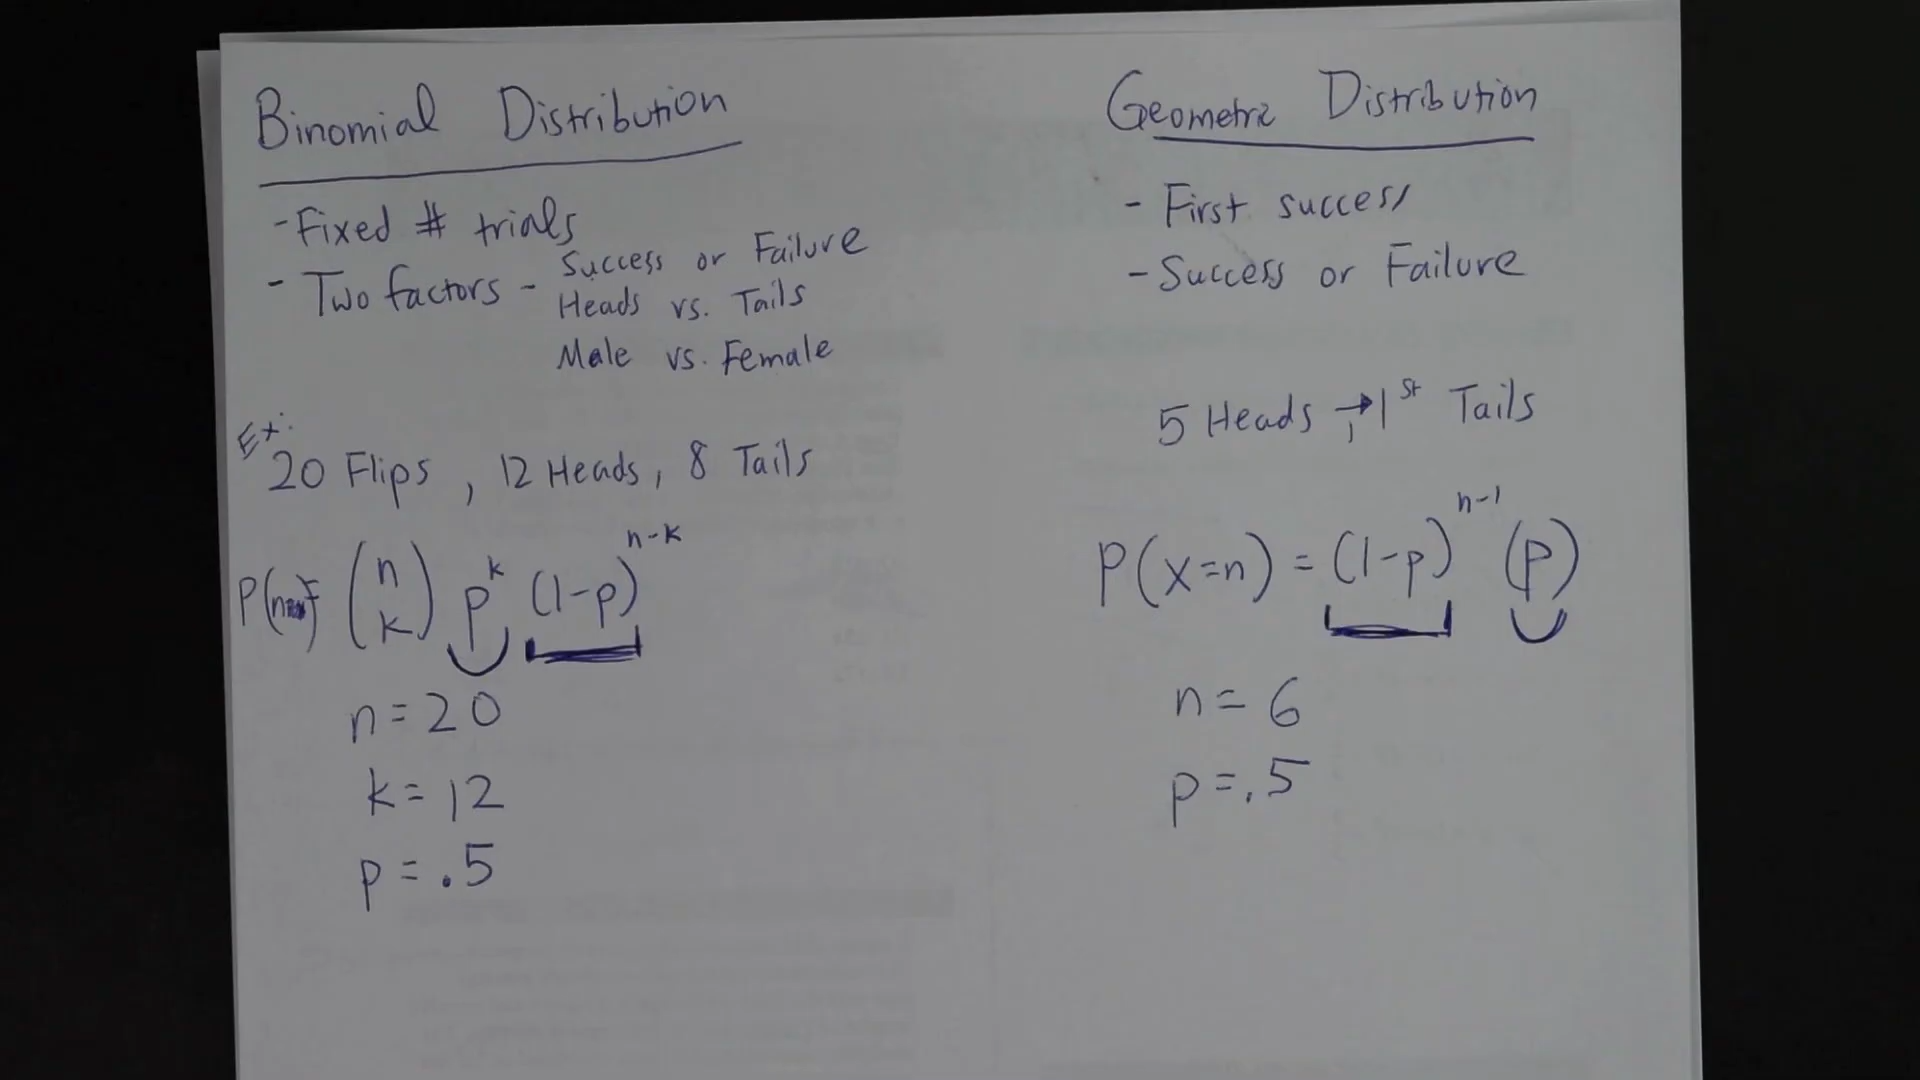 Binomial Distribution
- Fixed # trials
- Two factors - Success or Failure
Heads vs. Tails
Male vs. Female
Ex:
20 Flips, 12 Heads, 8 Tails
P( )= (n k) p^k (1-p)^n-k
n=20
k=12
p=.5
Geometric Distribution
- First success
- Success or Failure
5 Heads → 1st Tails
P(x=n) = (1-p)^n-1 (p)
n= 6
p=.5